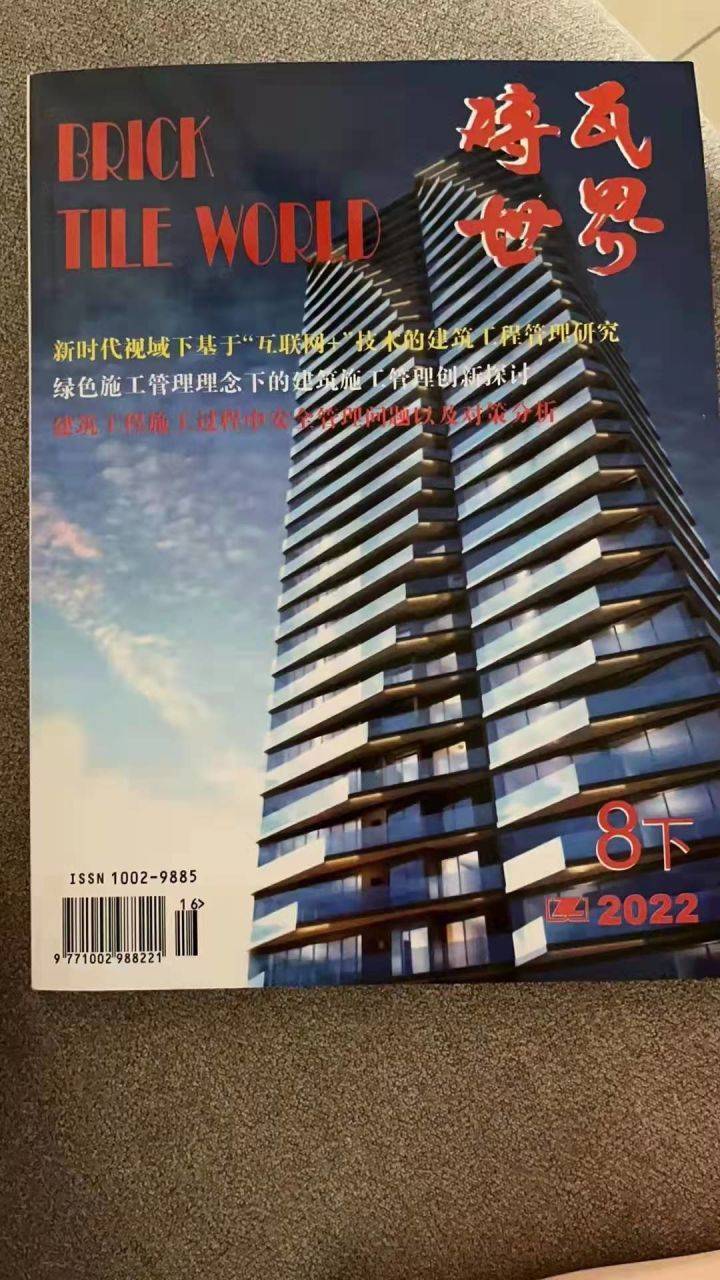 BRICK
TILE WORLD
磚瓦
世界
新时代视域下基于“互联网+”技术的建筑工程管理研究
绿色施工管理理念下的建筑施工管理创新探讨
建筑工程施工过程中安全管理问题以及对策分析
8下
2022
ISSN 1002-9885
16>
9 771002 988221